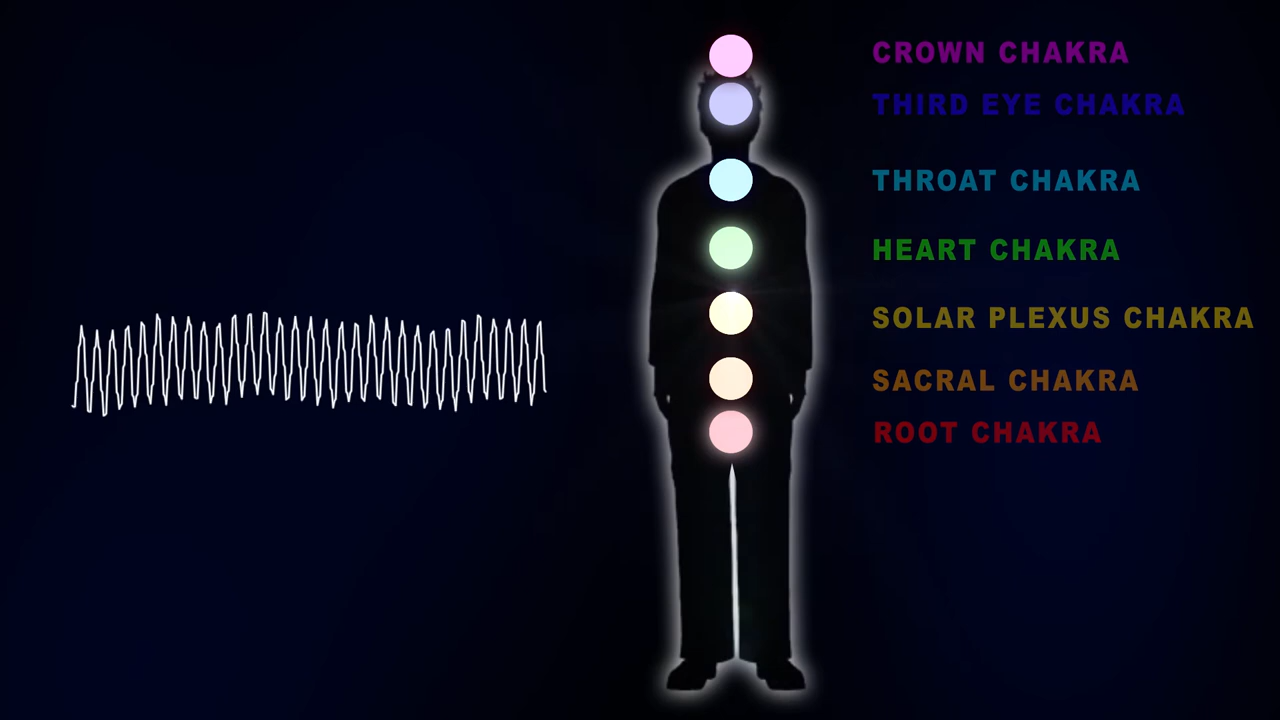 CROWN CHAKRA
THIRD EYE CHAKRA
THROAT CHAKRA
HEART CHAKRA
SOLAR PLEXUS CHAKRA
SACRAL CHAKRA
ROOT CHAKRA